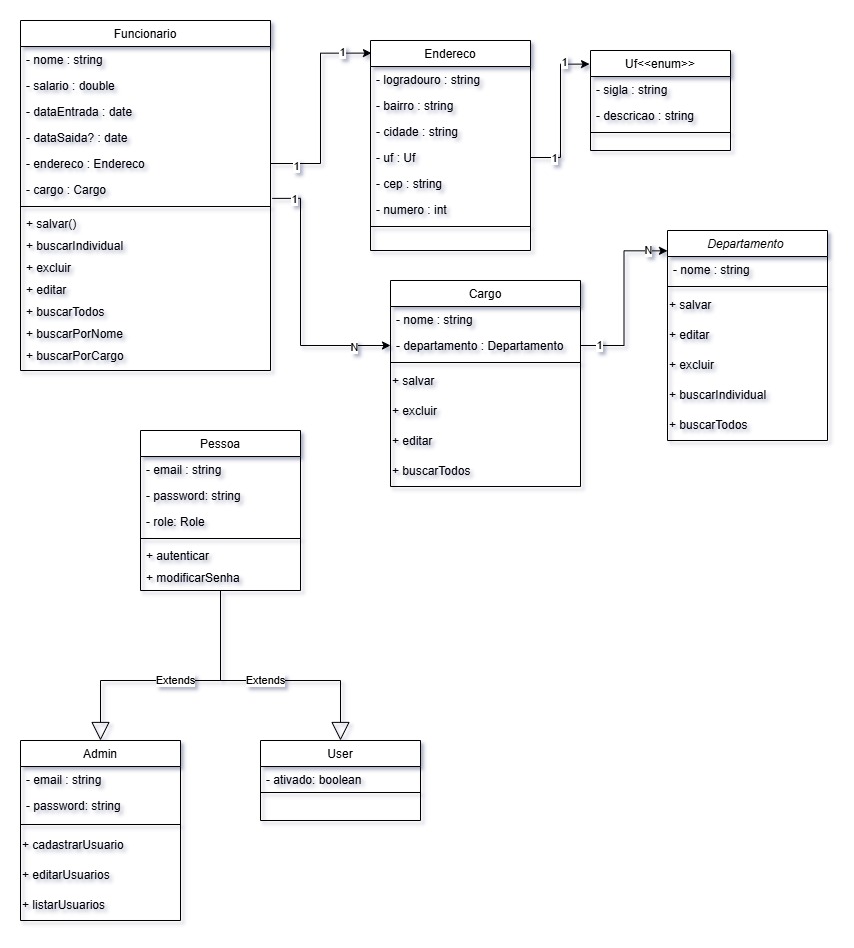 Funcionario
- nome : string
- salario : double
- dataEntrada : date
- dataSaida? : date
- endereco : Endereco
- cargo : Cargo
+ salvar()
+ buscarIndividual
+ excluir
+ editar
+ buscarTodos
+ buscarPorNome
+ buscarPorCargo
1
1
Endereco
- logradouro : string
- bairro : string
- cidade : string
- uf : Uf
- cep : string
- numero : int
1
1
Uf<<enum>>
- sigla : string
- descricao : string
1
N
Cargo
- nome : string
- departamento : Departamento
+ salvar
+ excluir
+ editar
+ buscarTodos
1
N
Departamento
- nome : string
+ salvar
+ editar
+ excluir
+ buscarIndividual
+ buscarTodos
Pessoa
- email : string
- password: string
- role: Role
+ autenticar
+ modificarSenha
Extends
Extends
Admin
- email : string
- password: string
+ cadastrarUsuario
+ editarUsuarios
+ listarUsuarios
User
- ativado: boolean